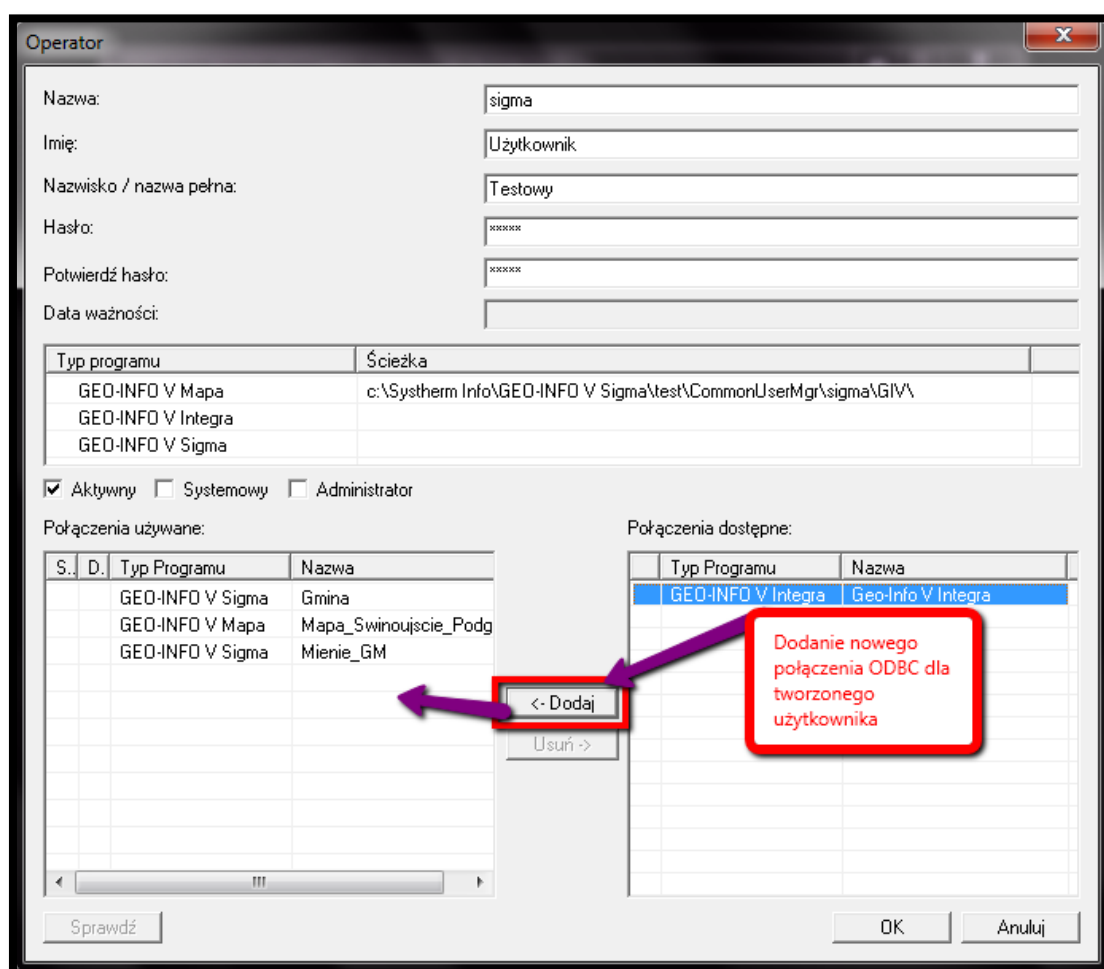 Operator
Nazwa:
sigma
Imię:
Użytkownik
Nazwisko / nazwa pełna:
Testowy
Hasło:
*****
Potwierdź hasło:
*****
Data ważności:
Typ programu Ścieżka
GEO-INFO V Mapa c:\Systherm Info\GEO-INFO V Sigma\test\CommonUserMgr\sigma\GIV\
GEO-INFO V Integra
GEO-INFO V Sigma
Aktywny Systemowy Administrator
Połączenia używane:
S.. D. Typ Programu Nazwa
GEO-INFO V Sigma Gmina
GEO-INFO V Mapa Mapa_Swinoujscie_Podg
GEO-INFO V Sigma Mienie_GM
<- Dodaj
Usuń ->
Połączenia dostępne:
Typ Programu Nazwa
GEO-INFO V Integra Geo-Info V Integra
Dodanie nowego
połączenia ODBC dla
tworzonego
użytkownika
Sprawdź
OK
Anuluj